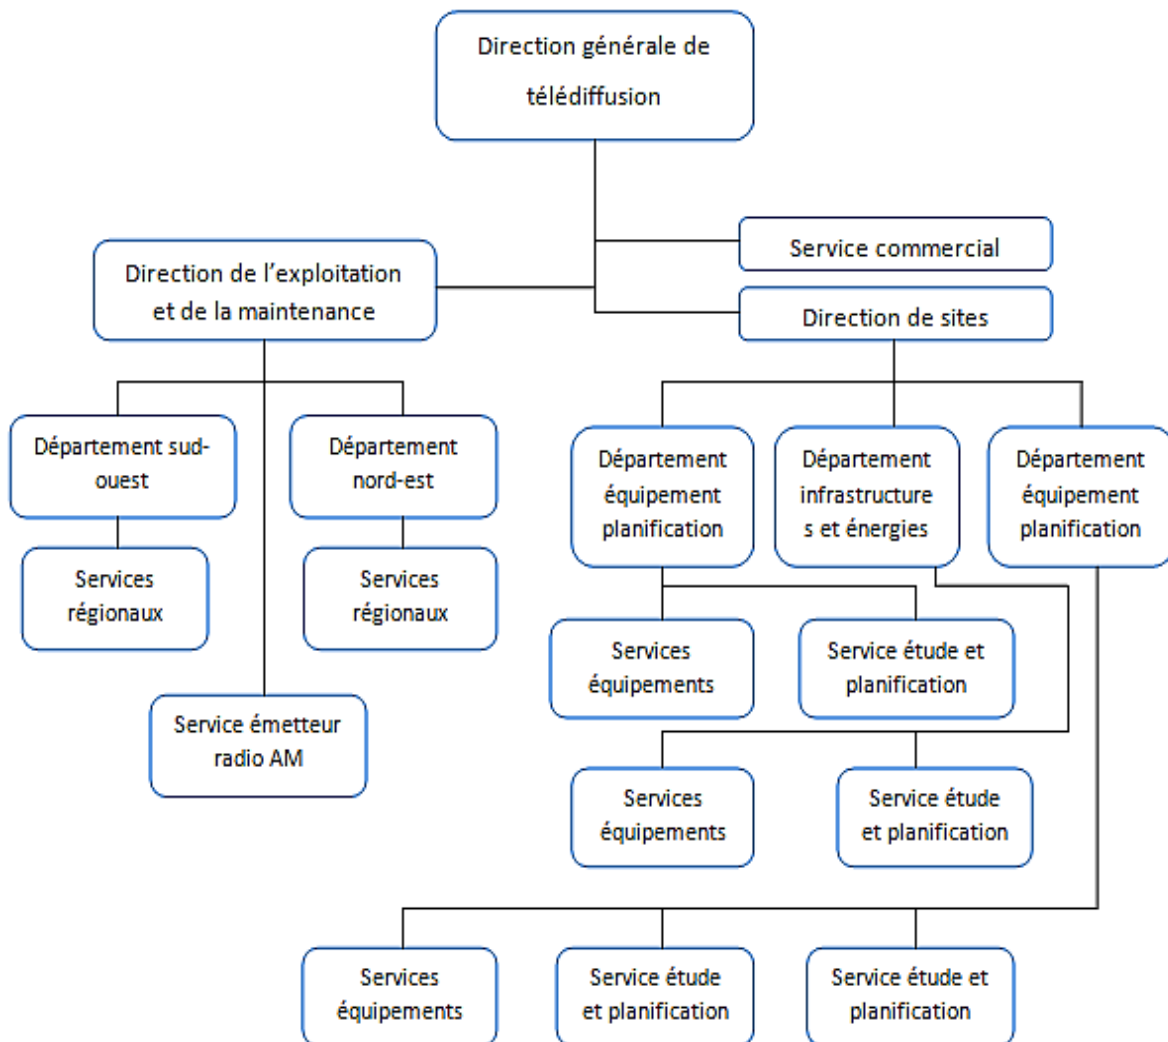 Direction générale de
télédiffusion
Service commercial
Direction de l’exploitation
et de la maintenance
Direction de sites
Département sud-
ouest
Département
nord-est
Département
équipement
planification
Département
infrastructure
s et énergies
Département
équipement
planification
Services
régionaux
Services
régionaux
Services
équipements
Service étude et
planification
Service émetteur
radio AM
Services
équipements
Service étude
et planification
Services
équipements
Service étude
et planification
Service étude et
planification